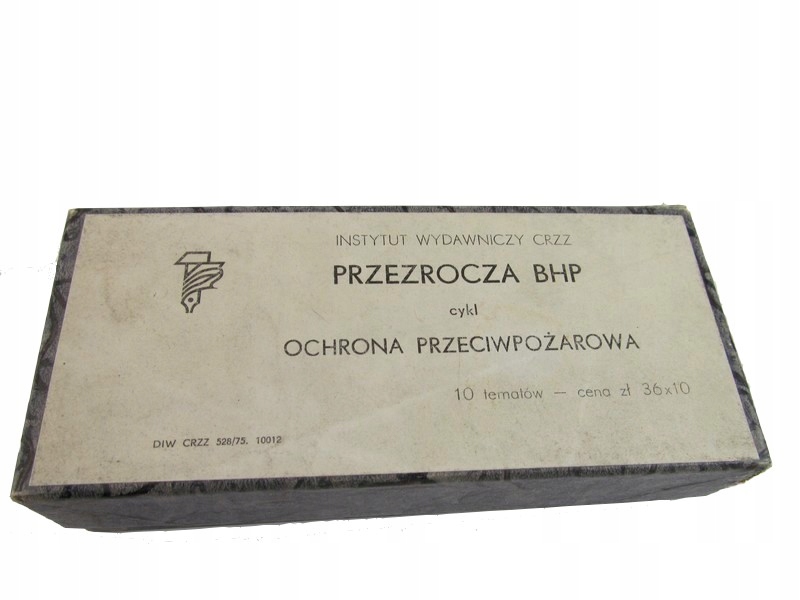 INSTYTUT WYDAWNICZY CRZZ
PRZEZROCZA BHP
cykl
OCHRONA PRZECIWPOŻAROWA
10 tematów — cena zł 36x10
DIW CRZZ 528/75. 10012